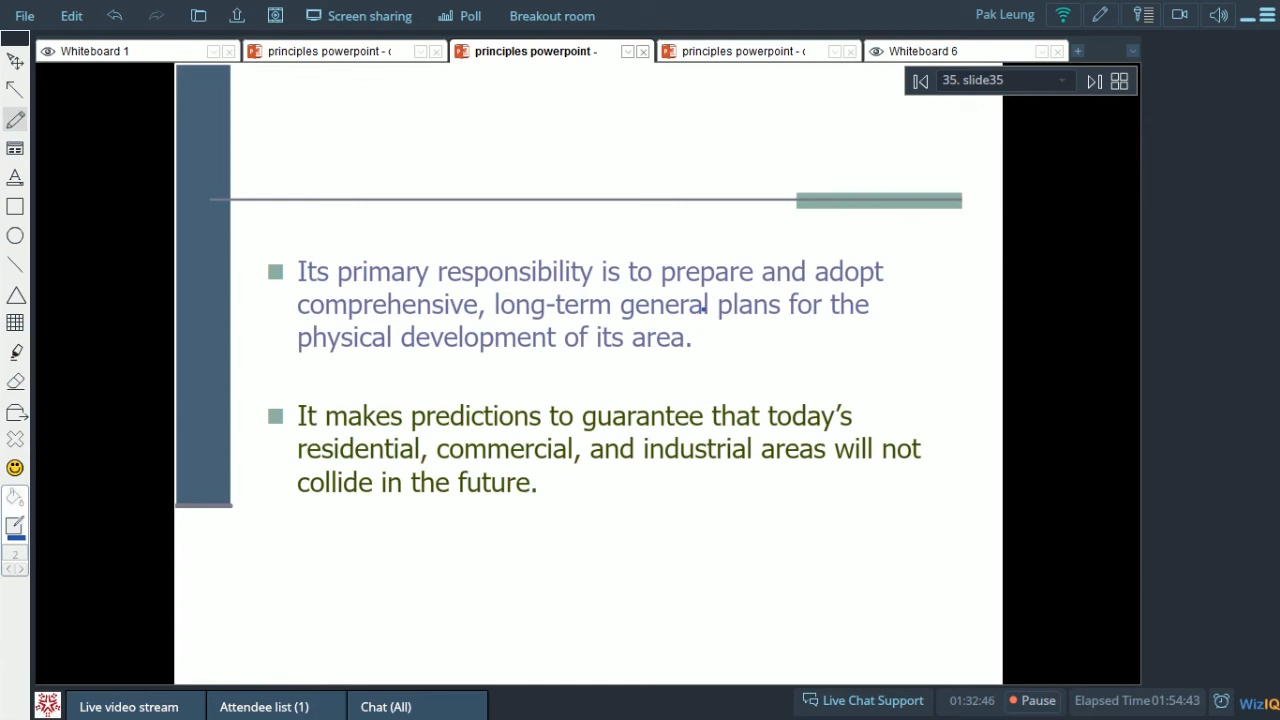 File Edit Screen sharing Poll Breakout room Pak Leung
Whiteboard 1 principles powerpoint - c principles powerpoint - principles powerpoint - c Whiteboard 6
35. slide35
Its primary responsibility is to prepare and adopt
comprehensive, long-term general plans for the
physical development of its area.
It makes predictions to guarantee that today’s
residential, commercial, and industrial areas will not
collide in the future.
2
Live video stream Attendee list (1) Chat (All) Live Chat Support 01:32:46 Pause Elapsed Time 01:54:43 WizIQ